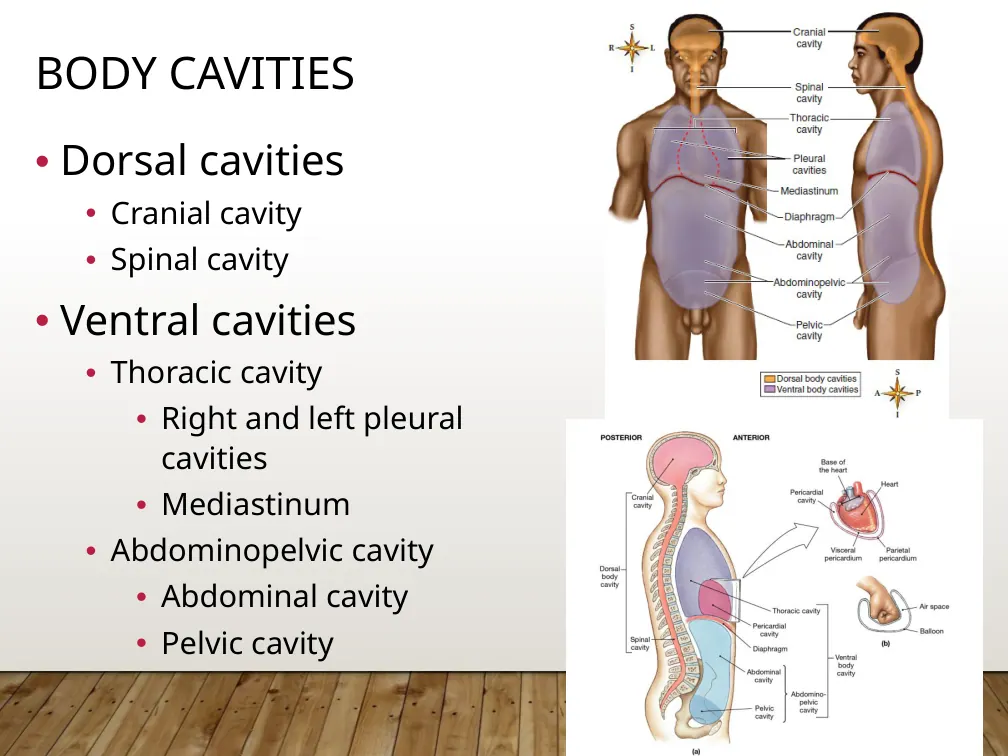 BODY CAVITIES
• Dorsal cavities
• Cranial cavity
• Spinal cavity
• Ventral cavities
• Thoracic cavity
• Right and left pleural
cavities
• Mediastinum
• Abdominopelvic cavity
• Abdominal cavity
• Pelvic cavity
S
R L
I
Cranial
cavity
Spinal
cavity
Thoracic
cavity
Pleural
cavities
Mediastinum
Diaphragm
Abdominal
cavity
Abdominopelvic
cavity
Pelvic
cavity
Dorsal body cavities
Ventral body cavities
S
A P
I
POSTERIOR
ANTERIOR
Cranial
cavity
Dorsal
body
cavity
Spinal
cavity
Thoracic cavity
Pericardial
cavity
Diaphragm
Abdominal
cavity
Pelvic
cavity
Abdomino-
pelvic
cavity
Ventral
body
cavity
(a)
Base of
the heart
Heart
Pericardial
cavity
Visceral
pericardium
Parietal
pericardium
Air space
Balloon
(b)